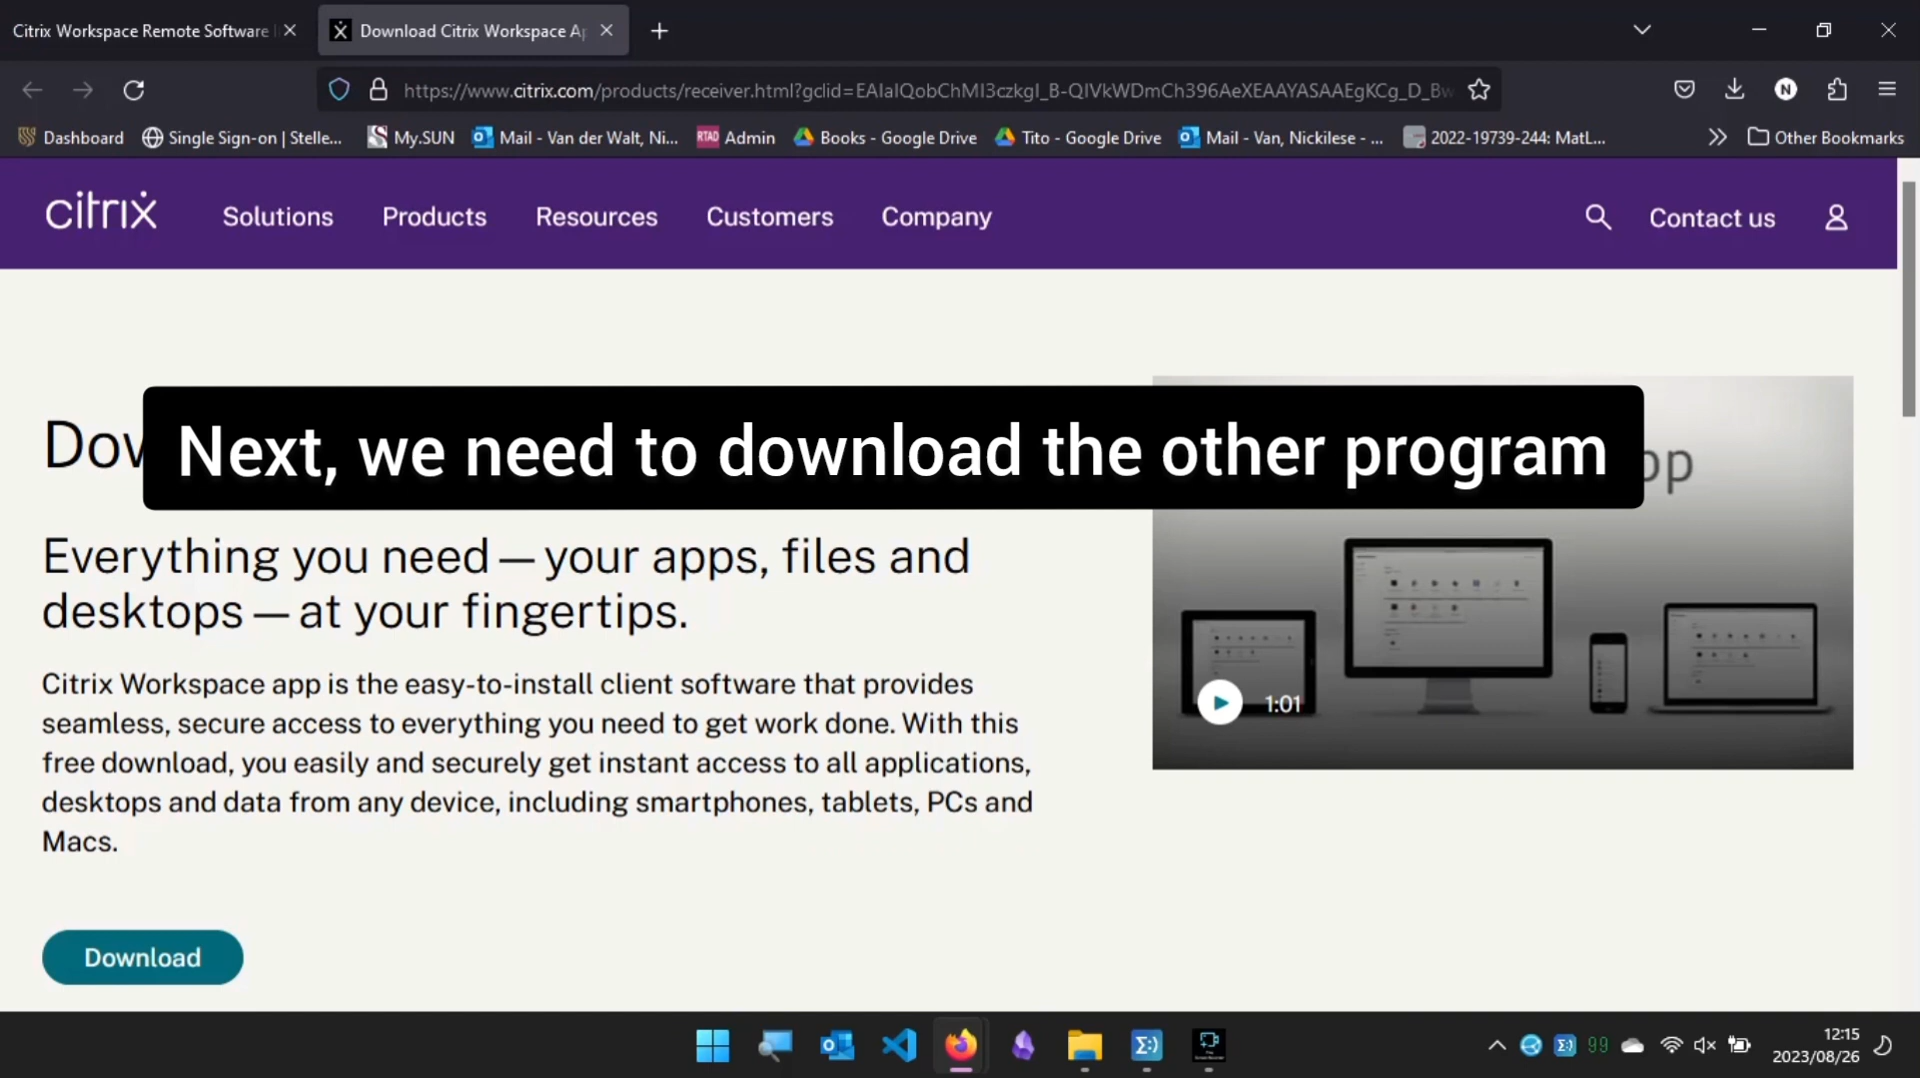 Citrix Workspace Remote Software
Download Citrix Workspace Ap
https://www.citrix.com/products/receiver.html?gclid=EAIaIQobChMI3czkgI_B-QIVkWDmCh396AeXEAAYASAAEgKCg_D_Bw
N
Dashboard
Single Sign-on | Stelle...
My.SUN
Mail - Van der Walt, Ni...
RTAD Admin
Books - Google Drive
Tito - Google Drive
Mail - Van, Nickilese - ...
2022-19739-244: MatL...
Other Bookmarks
citrix
Solutions
Products
Resources
Customers
Company
Contact us
Dow
Next, we need to download the other program
pp
Everything you need—your apps, files and
desktops—at your fingertips.
Citrix Workspace app is the easy-to-install client software that provides
seamless, secure access to everything you need to get work done. With this
free download, you easily and securely get instant access to all applications,
desktops and data from any device, including smartphones, tablets, PCs and
Macs.
1:01
Download
Σ:)
Σ:)
99
12:15
2023/08/26